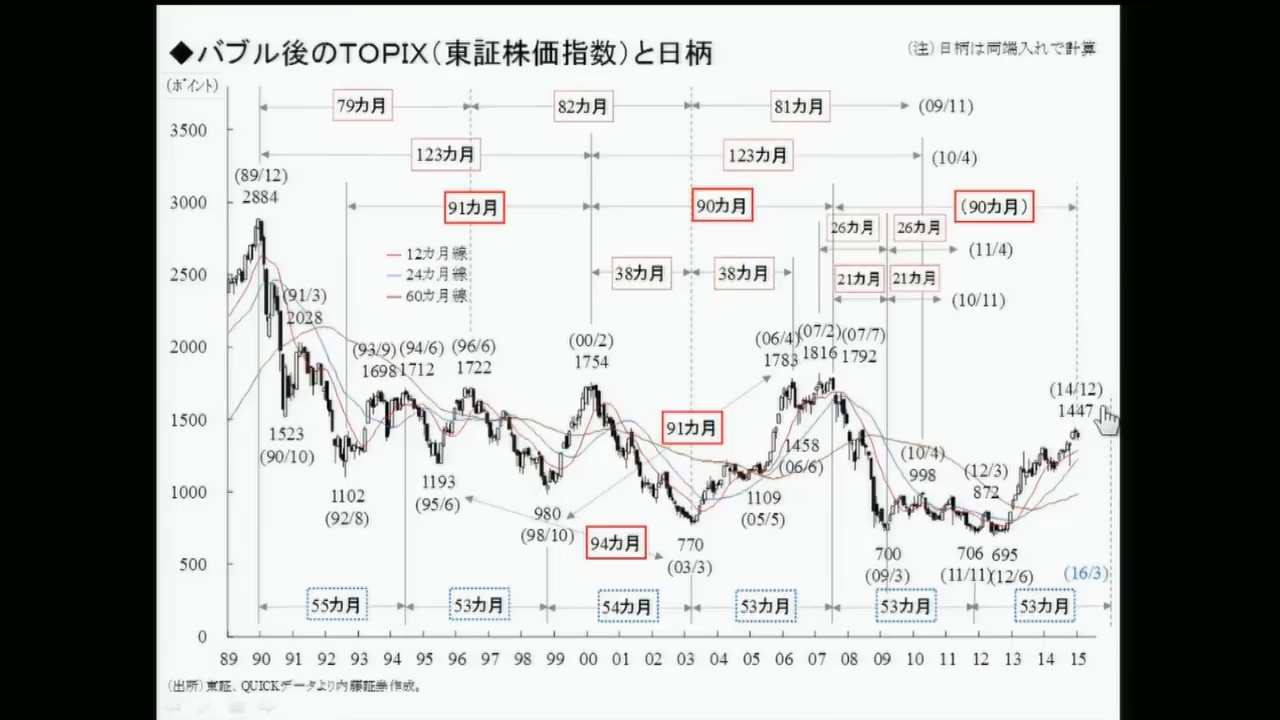 ◆バブル後のTOPIX(東証株価指数)と日柄
(注)日柄は両端入れで計算
(ポイント)
79カ月
82カ月
81カ月
(09/11)
3500
123カ月
123カ月
(10/4)
(89/12)
2884
3000
91カ月
90カ月
(90カ月)
26カ月
26カ月
(11/4)
12カ月線
24カ月線
60カ月線
2500
38カ月
38カ月
21カ月
21カ月
(10/11)
(91/3)
2028
2000
(93/9)
1698
(94/6)
1712
(96/6)
1722
(00/2)
1754
(06/4)
1783
(07/2)
1816
(07/7)
1792
(14/12)
1447
1500
1523
(90/10)
91カ月
1458
(06/6)
(10/4)
998
(12/3)
872
1000
1102
(92/8)
1193
(95/6)
980
(98/10)
1109
(05/5)
94カ月
770
(03/3)
700
(09/3)
706
(11/11)
695
(12/6)
(16/3)
500
55カ月
53カ月
54カ月
53カ月
53カ月
53カ月
0
89 90 91 92 93 94 95 96 97 98 99 00 01 02 03 04 05 06 07 08 09 10 11 12 13 14 15
(出所)東証、QUICKデータより内藤証券作成。